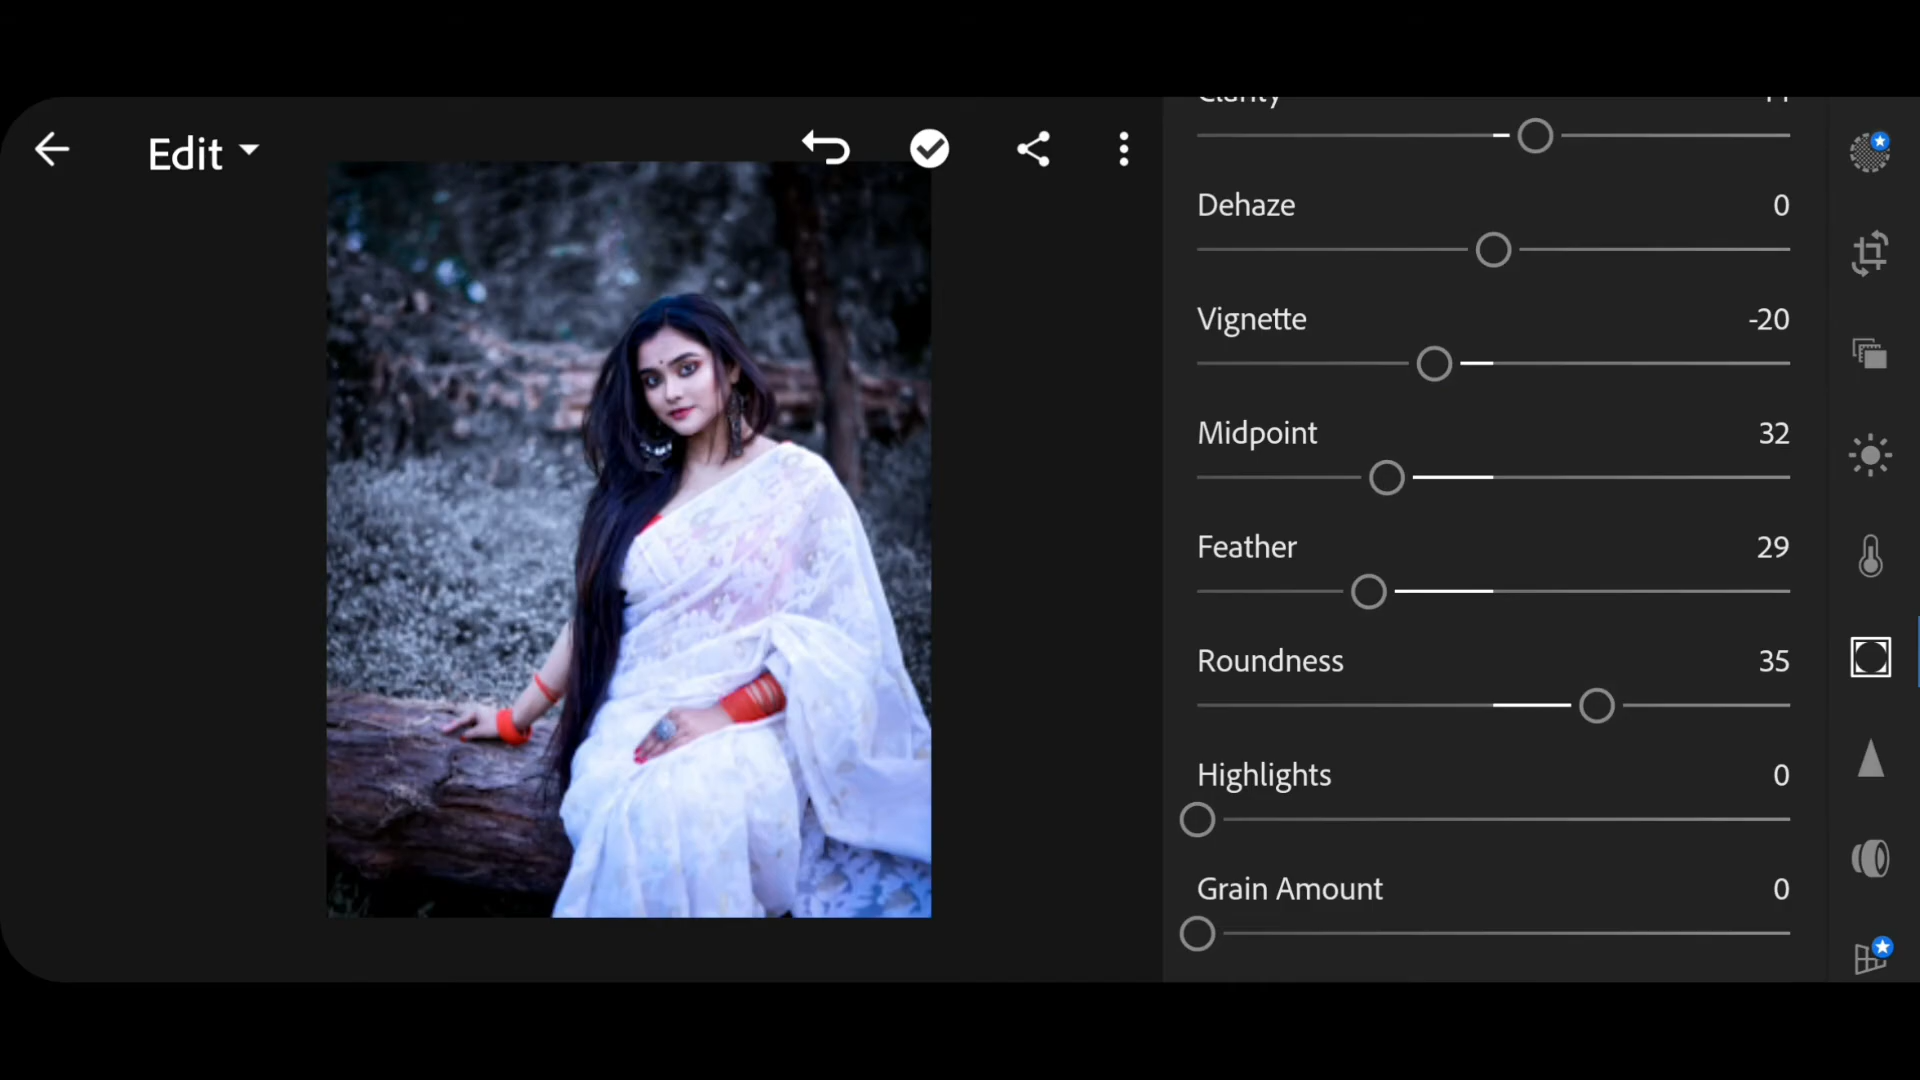 Edit
Dehaze 0
Vignette -20
Midpoint 32
Feather 29
Roundness 35
Highlights 0
Grain Amount 0